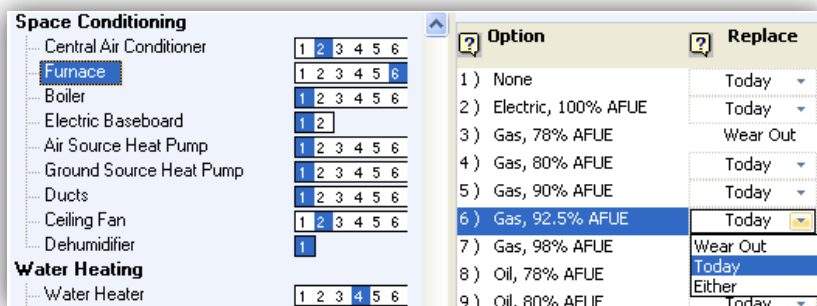 Space Conditioning
Central Air Conditioner 1 2 3 4 5 6
Furnace 1 2 3 4 5 6
Boiler 1 2 3 4 5 6
Electric Baseboard 1 2
Air Source Heat Pump 1 2 3 4 5 6
Ground Source Heat Pump 1 2 3 4 5 6
Ducts 1 2 3 4 5 6
Ceiling Fan 1 2 3 4 5 6
Dehumidifier 1
Water Heating
Water Heater 1 2 3 4 5 6
? Option ? Replace
1 ) None Today
2 ) Electric, 100% AFUE Today
3 ) Gas, 78% AFUE Wear Out
4 ) Gas, 80% AFUE Today
5 ) Gas, 90% AFUE Today
6 ) Gas, 92.5% AFUE Today
7 ) Gas, 98% AFUE Wear Out
Today
8 ) Oil, 78% AFUE Either
9 ) Oil, 80% AFUE Today